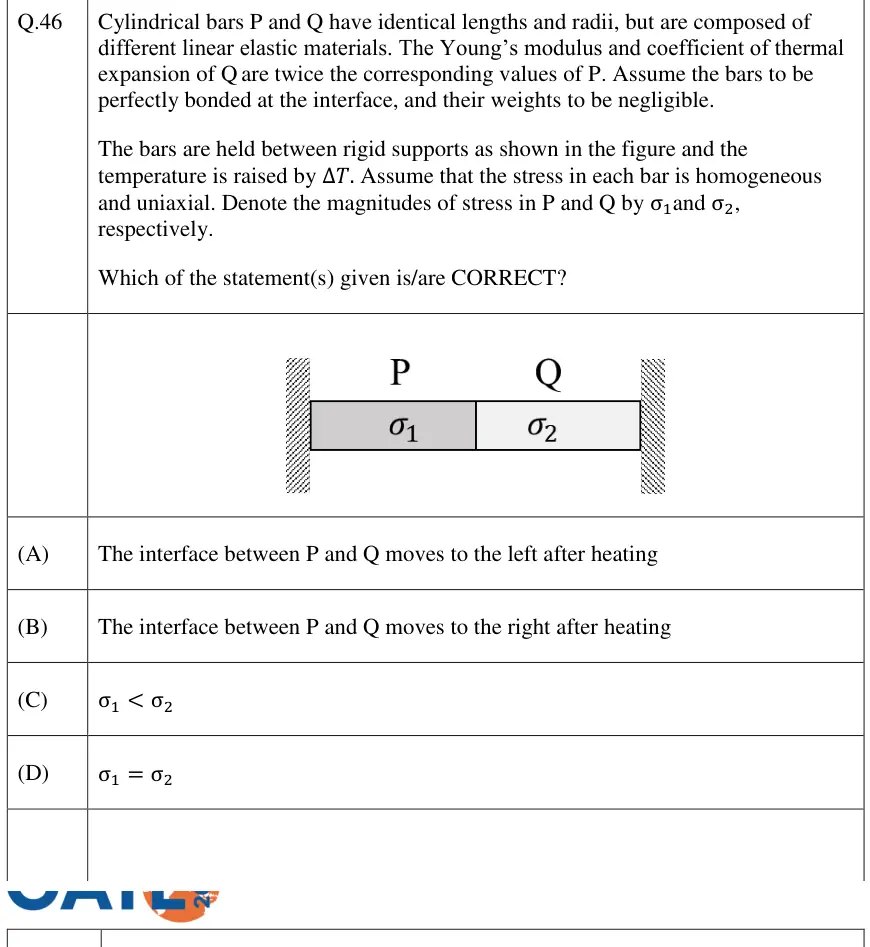 Q.46
Cylindrical bars P and Q have identical lengths and radii, but are composed of
different linear elastic materials. The Young’s modulus and coefficient of thermal
expansion of Q are twice the corresponding values of P. Assume the bars to be
perfectly bonded at the interface, and their weights to be negligible.
The bars are held between rigid supports as shown in the figure and the
temperature is raised by Δ𝑇. Assume that the stress in each bar is homogeneous
and uniaxial. Denote the magnitudes of stress in P and Q by σ₁and σ₂,
respectively.
Which of the statement(s) given is/are CORRECT?
P Q
σ₁ σ₂
(A) The interface between P and Q moves to the left after heating
(B) The interface between P and Q moves to the right after heating
(C) σ₁ < σ₂
(D) σ₁ = σ₂